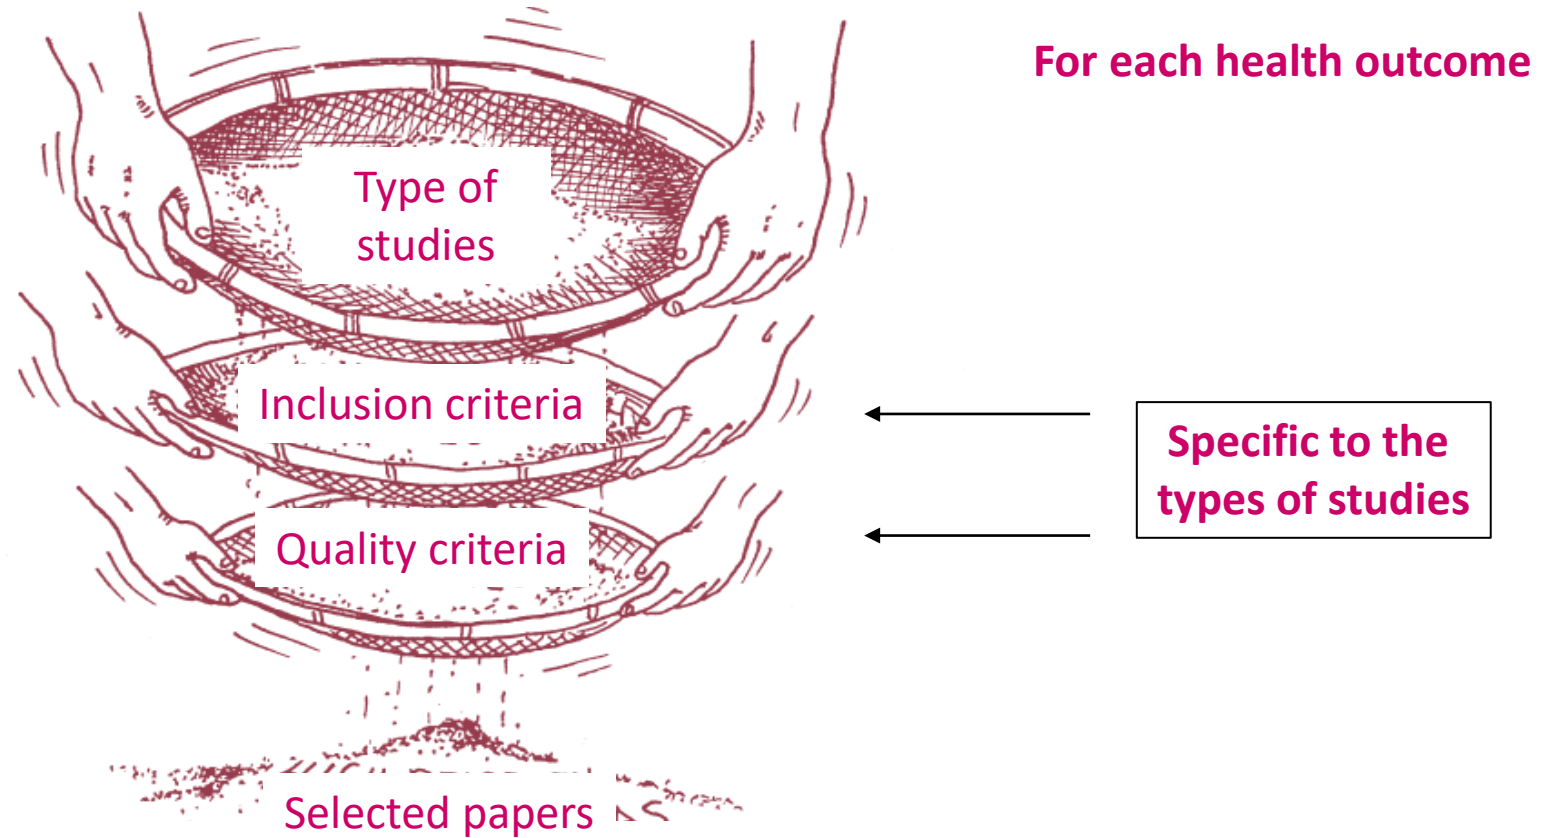 For each health outcome
Type of
studies
Inclusion criteria
Specific to the
types of studies
Quality criteria
Selected papers